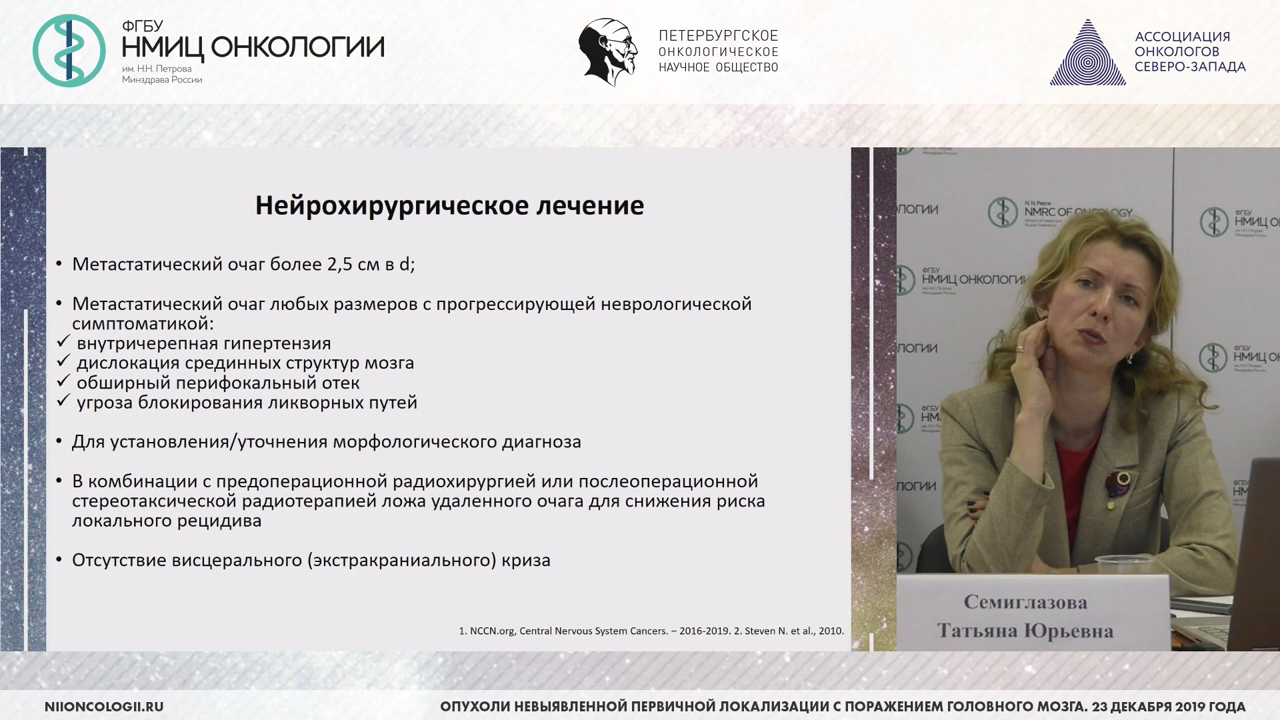 ФГБУ
НМИЦ ОНКОЛОГИИ
им. Н.Н. Петрова
Минздрава России
ПЕТЕРБУРГСКОЕ
ОНКОЛОГИЧЕСКОЕ
НАУЧНОЕ ОБЩЕСТВО
АССОЦИАЦИЯ
ОНКОЛОГОВ
СЕВЕРО-ЗАПАДА
Нейрохирургическое лечение
• Метастатический очаг более 2,5 см в d;
• Метастатический очаг любых размеров с прогрессирующей неврологической
симптоматикой:
✓ внутричерепная гипертензия
✓ дислокация срединных структур мозга
✓ обширный перифокальный отек
✓ угроза блокирования ликворных путей
• Для установления/уточнения морфологического диагноза
• В комбинации с предоперационной радиохирургией или послеоперационной
стереотаксической радиотерапией ложа удаленного очага для снижения риска
локального рецидива
• Отсутствие висцерального (экстракраниального) криза
1. NCCN.org, Central Nervous System Cancers. – 2016-2019. 2. Steven N. et al., 2010.
N.N. Petrov
NMRC OF ONCOLOGY
ФГБУ
НМИЦ ОНКОЛОГИИ
Семиглазова
Татьяна Юрьевна
NIIONCOLOGII.RU
ОПУХОЛИ НЕВЫЯВЛЕННОЙ ПЕРВИЧНОЙ ЛОКАЛИЗАЦИИ С ПОРАЖЕНИЕМ ГОЛОВНОГО МОЗГА. 23 ДЕКАБРЯ 2019 ГОДА